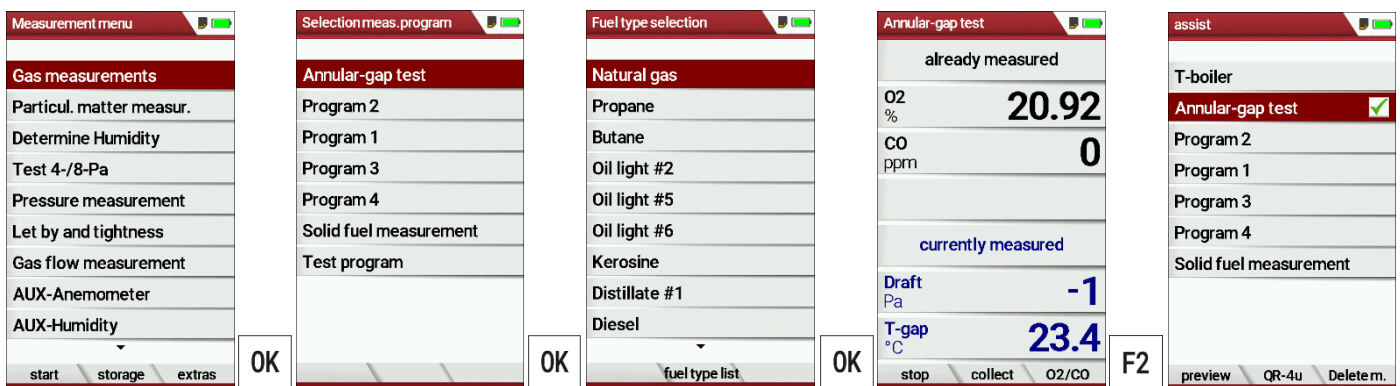 Measurement menu
Gas measurements
Particul. matter measur.
Determine Humidity
Test 4-/8-Pa
Pressure measurement
Let by and tightness
Gas flow measurement
AUX-Anemometer
AUX-Humidity
start storage extras
OK
Selection meas.program
Annular-gap test
Program 2
Program 1
Program 3
Program 4
Solid fuel measurement
Test program
OK
Fuel type selection
Natural gas
Propane
Butane
Oil light #2
Oil light #5
Oil light #6
Kerosine
Distillate #1
Diesel
fuel type list
OK
Annular-gap test
already measured
O2 20.92
%
CO 0
ppm
currently measured
Draft -1
Pa
T-gap 23.4
°C
stop collect O2/CO
F2
assist
T-boiler
Annular-gap test
Program 2
Program 1
Program 3
Program 4
Solid fuel measurement
preview QR-4u Delete m.